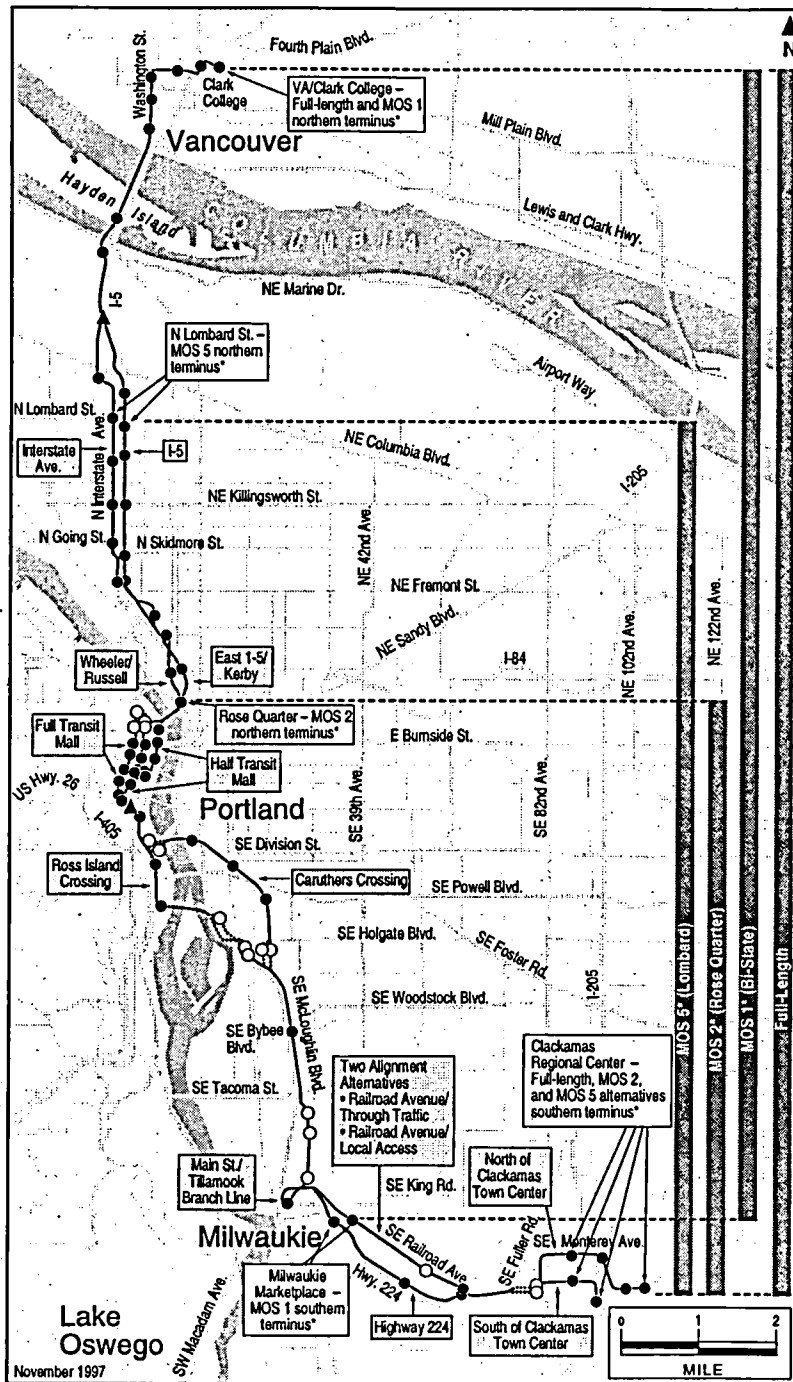 N
Fourth Plain Blvd.
Washington St.
Clark
College
VA/Clark College –
Full-length and MOS 1
northern terminus*
Mill Plain Blvd.
Vancouver
Hayden Island
COLUMBIA RIVER
Lewis and Clark Hwy.
NE Marine Dr.
I-5
N Lombard St. –
MOS 5 northern
terminus*
Airport Way
N Lombard St.
NE Columbia Blvd.
Interstate
Ave.
N Interstate Ave.
I-5
I-205
NE Killingsworth St.
N Going St.
N Skidmore St.
NE 42nd Ave.
NE Fremont St.
NE Sandy Blvd.
NE 102nd Ave.
NE 122nd Ave.
Wheeler/
Russell
East 1-5/
Kerby
I-84
Rose Quarter – MOS 2
northern terminus*
Full Transit
Mall
E Burnside St.
Half Transit
Mall
US Hwy. 26
Portland
SE 39th Ave.
SE 82nd Ave.
I-405
SE Division St.
Ross Island
Crossing
Caruthers Crossing
SE Powell Blvd.
SE Holgate Blvd.
SE Foster Rd.
SE McLoughlin Blvd.
SE Woodstock Blvd.
I-205
SE Bybee
Blvd.
SE Tacoma St.
Two Alignment
Alternatives
• Railroad Avenue/
Through Traffic
• Railroad Avenue/
Local Access
Clackamas
Regional Center –
Full-length, MOS 2,
and MOS 5 alternatives
southern terminus*
MOS 5* (Lombard)
MOS 2* (Rose Quarter)
MOS 1* (Bi-State)
Full-Length
Main St./
Tillamook
Branch Line
SE King Rd.
North of
Clackamas
Town Center
Milwaukie
SE Railroad Ave.
SE Fuller Rd.
SE Monterey Ave.
Milwaukie
Marketplace –
MOS 1 southern
terminus*
Hwy. 224
Highway 224
South of Clackamas
Town Center
Lake
Oswego
SW Macadam Ave.
0 1 2
MILE
November 1997